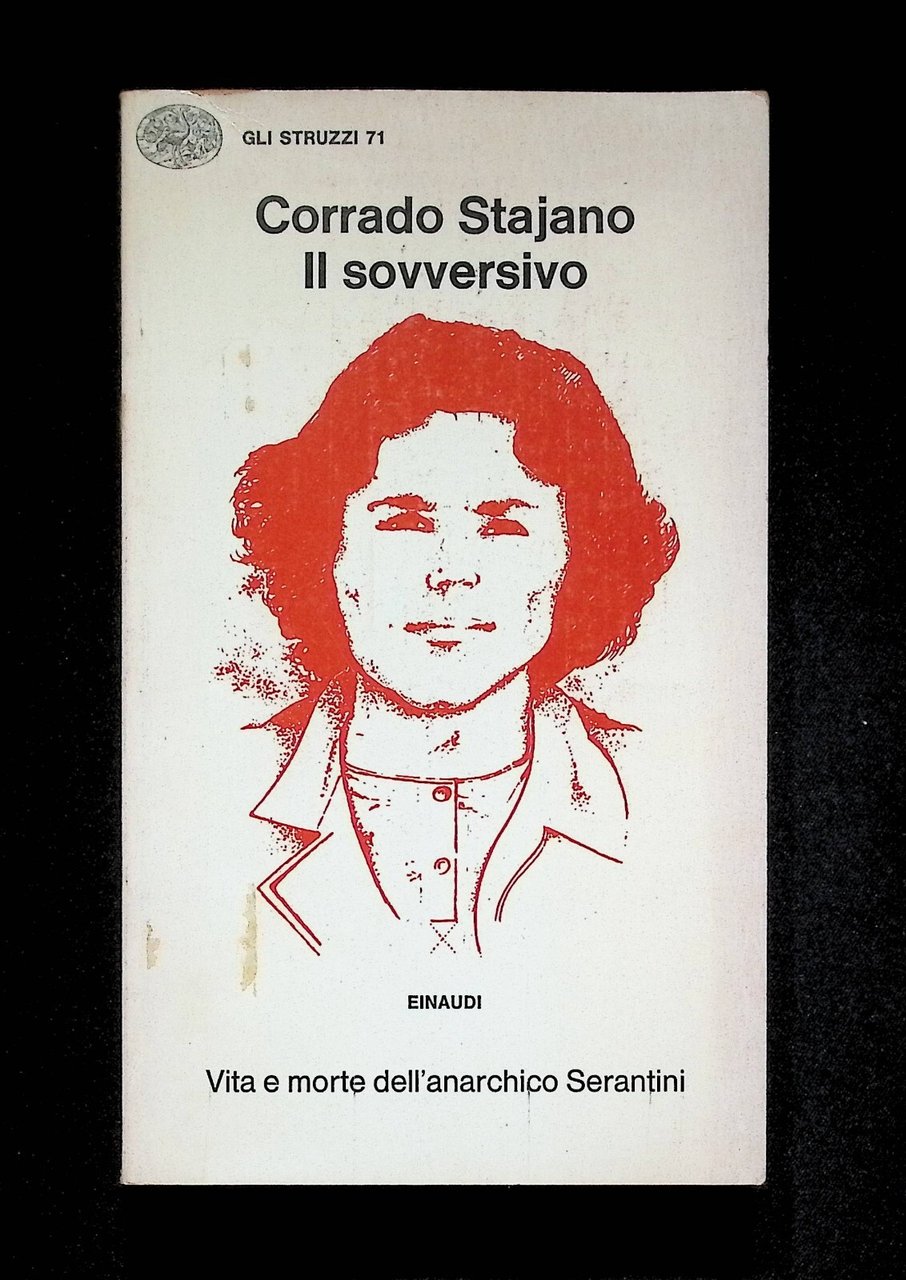 GLI STRUZZI 71
Corrado Stajano
Il sovversivo
EINAUDI
Vita e morte dell'anarchico Serantini